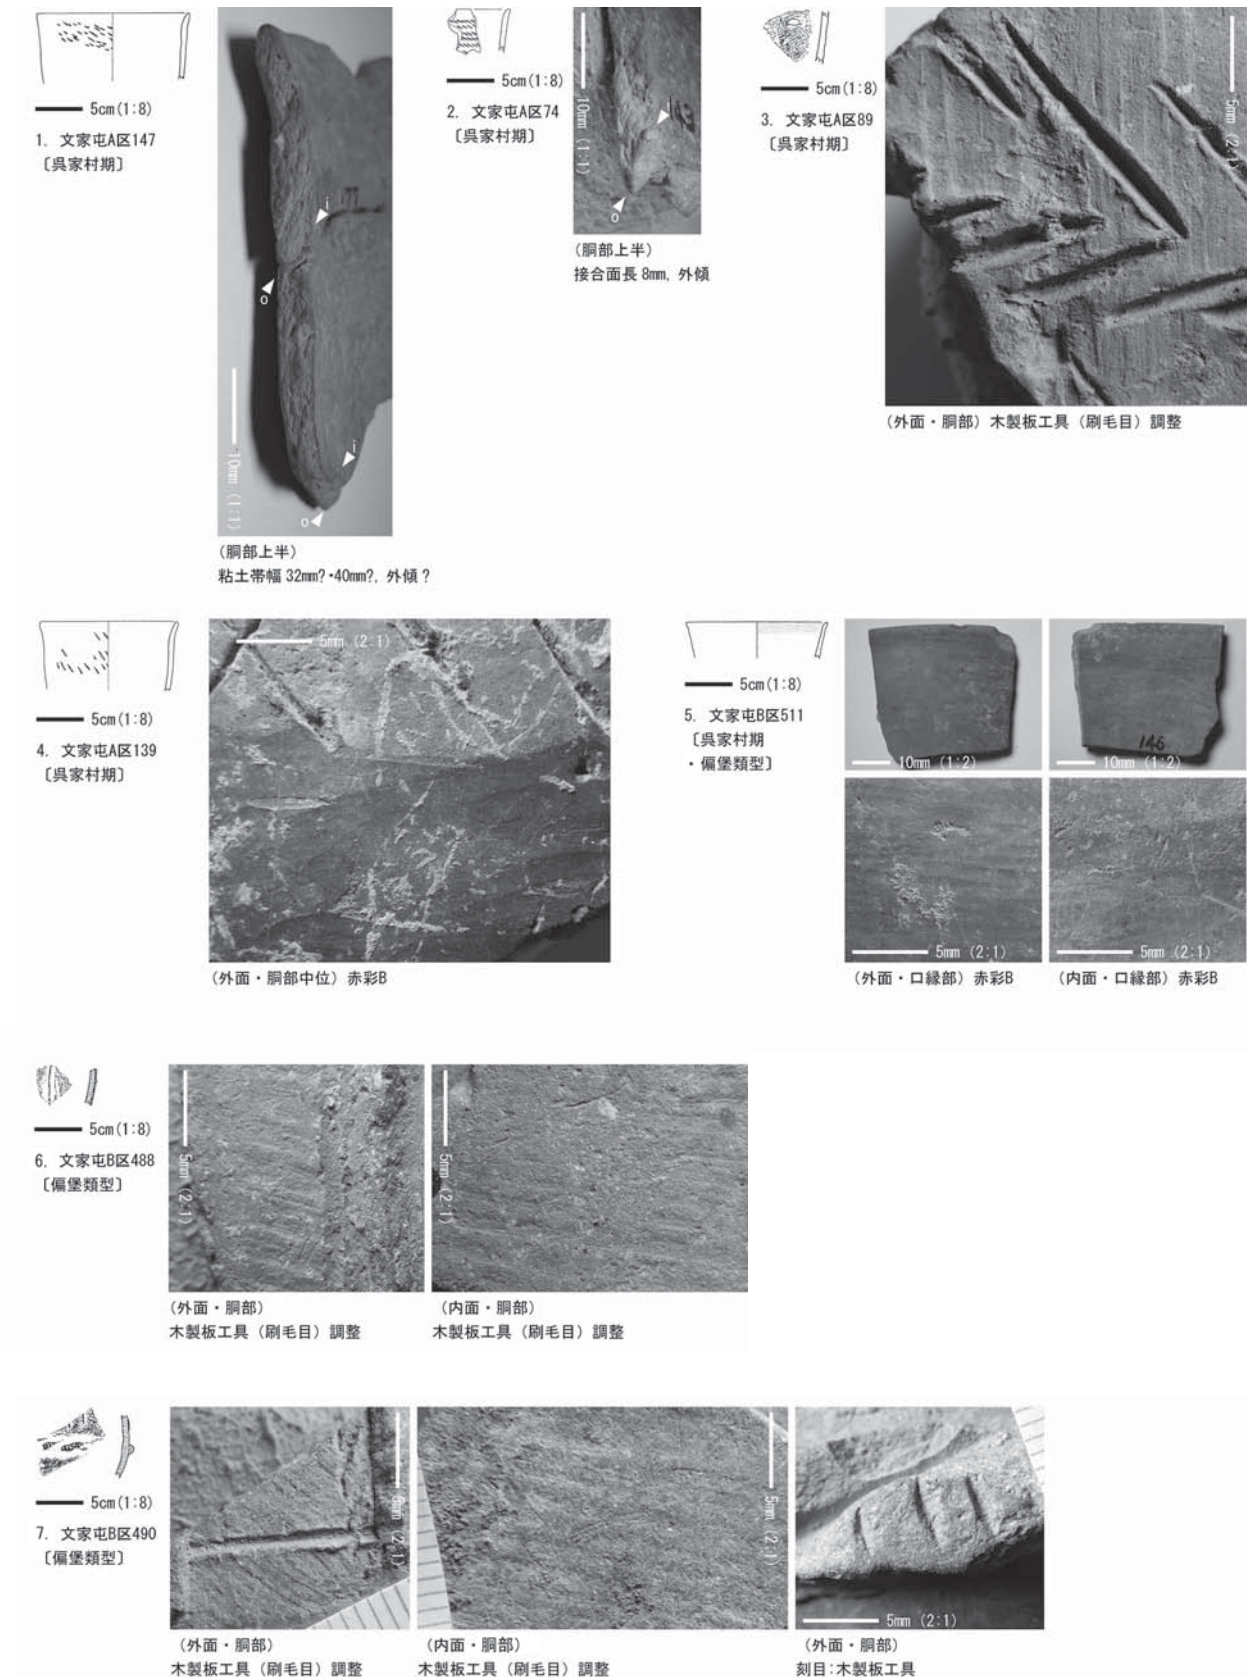 5cm(1:8)
1. 文家屯A区147
〔呉家村期〕
i
o
i
o
10mm (1:1)
(胴部上半)
粘土帯幅 32mm?・40mm?, 外傾?
5cm(1:8)
2. 文家屯A区74
〔呉家村期〕
10mm (1:1)
i
o
(胴部上半)
接合面長 8mm, 外傾
5cm(1:8)
3. 文家屯A区89
〔呉家村期〕
5mm (2:1)
(外面・胴部) 木製板工具 (刷毛目) 調整
5cm(1:8)
4. 文家屯A区139
〔呉家村期〕
5mm (2:1)
(外面・胴部中位) 赤彩B
5cm(1:8)
5. 文家屯B区511
〔呉家村期
・偏堡類型〕
10mm (1:2)
146
10mm (1:2)
5mm (2:1)
5mm (2:1)
(外面・口縁部) 赤彩B
(内面・口縁部) 赤彩B
5cm(1:8)
6. 文家屯B区488
〔偏堡類型〕
5mm (2:1)
5mm (2:1)
(外面・胴部)
木製板工具 (刷毛目) 調整
(内面・胴部)
木製板工具 (刷毛目) 調整
5cm(1:8)
7. 文家屯B区490
〔偏堡類型〕
5mm (2:1)
5mm (2:1)
5mm (2:1)
(外面・胴部)
木製板工具 (刷毛目) 調整
(内面・胴部)
木製板工具 (刷毛目) 調整
(外面・胴部)
刻目:木製板工具